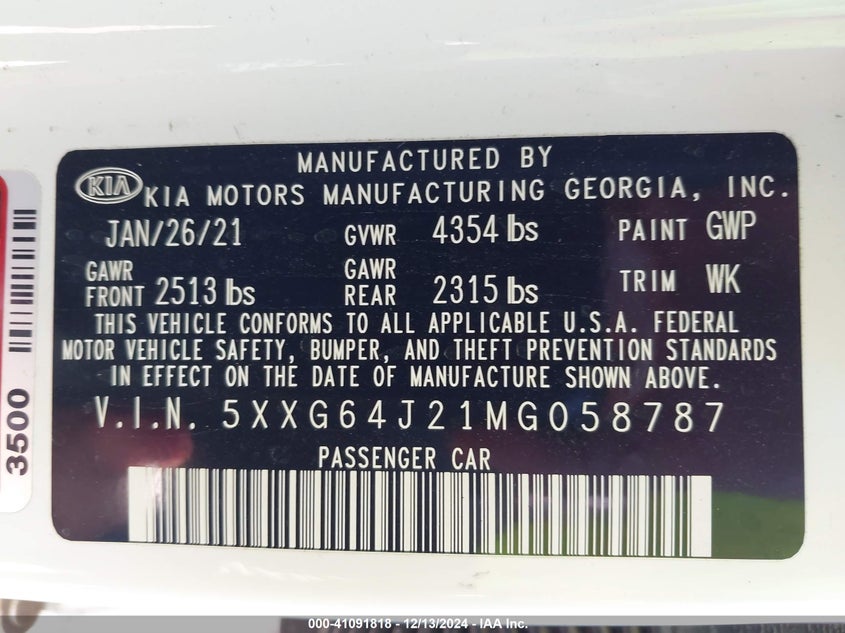 MANUFACTURED BY
KIA KIA MOTORS MANUFACTURING GEORGIA, INC.
JAN/26/21 GVWR 4354 lbs PAINT GWP
GAWR FRONT 2513 lbs GAWR REAR 2315 lbs TRIM WK
THIS VEHICLE CONFORMS TO ALL APPLICABLE U.S.A. FEDERAL
MOTOR VEHICLE SAFETY, BUMPER, AND THEFT PREVENTION STANDARDS
IN EFFECT ON THE DATE OF MANUFACTURE SHOWN ABOVE.
V.I.N. 5XXG64J21MG058787
PASSENGER CAR
3500
000-41091818 - 12/13/2024 - IAA Inc.